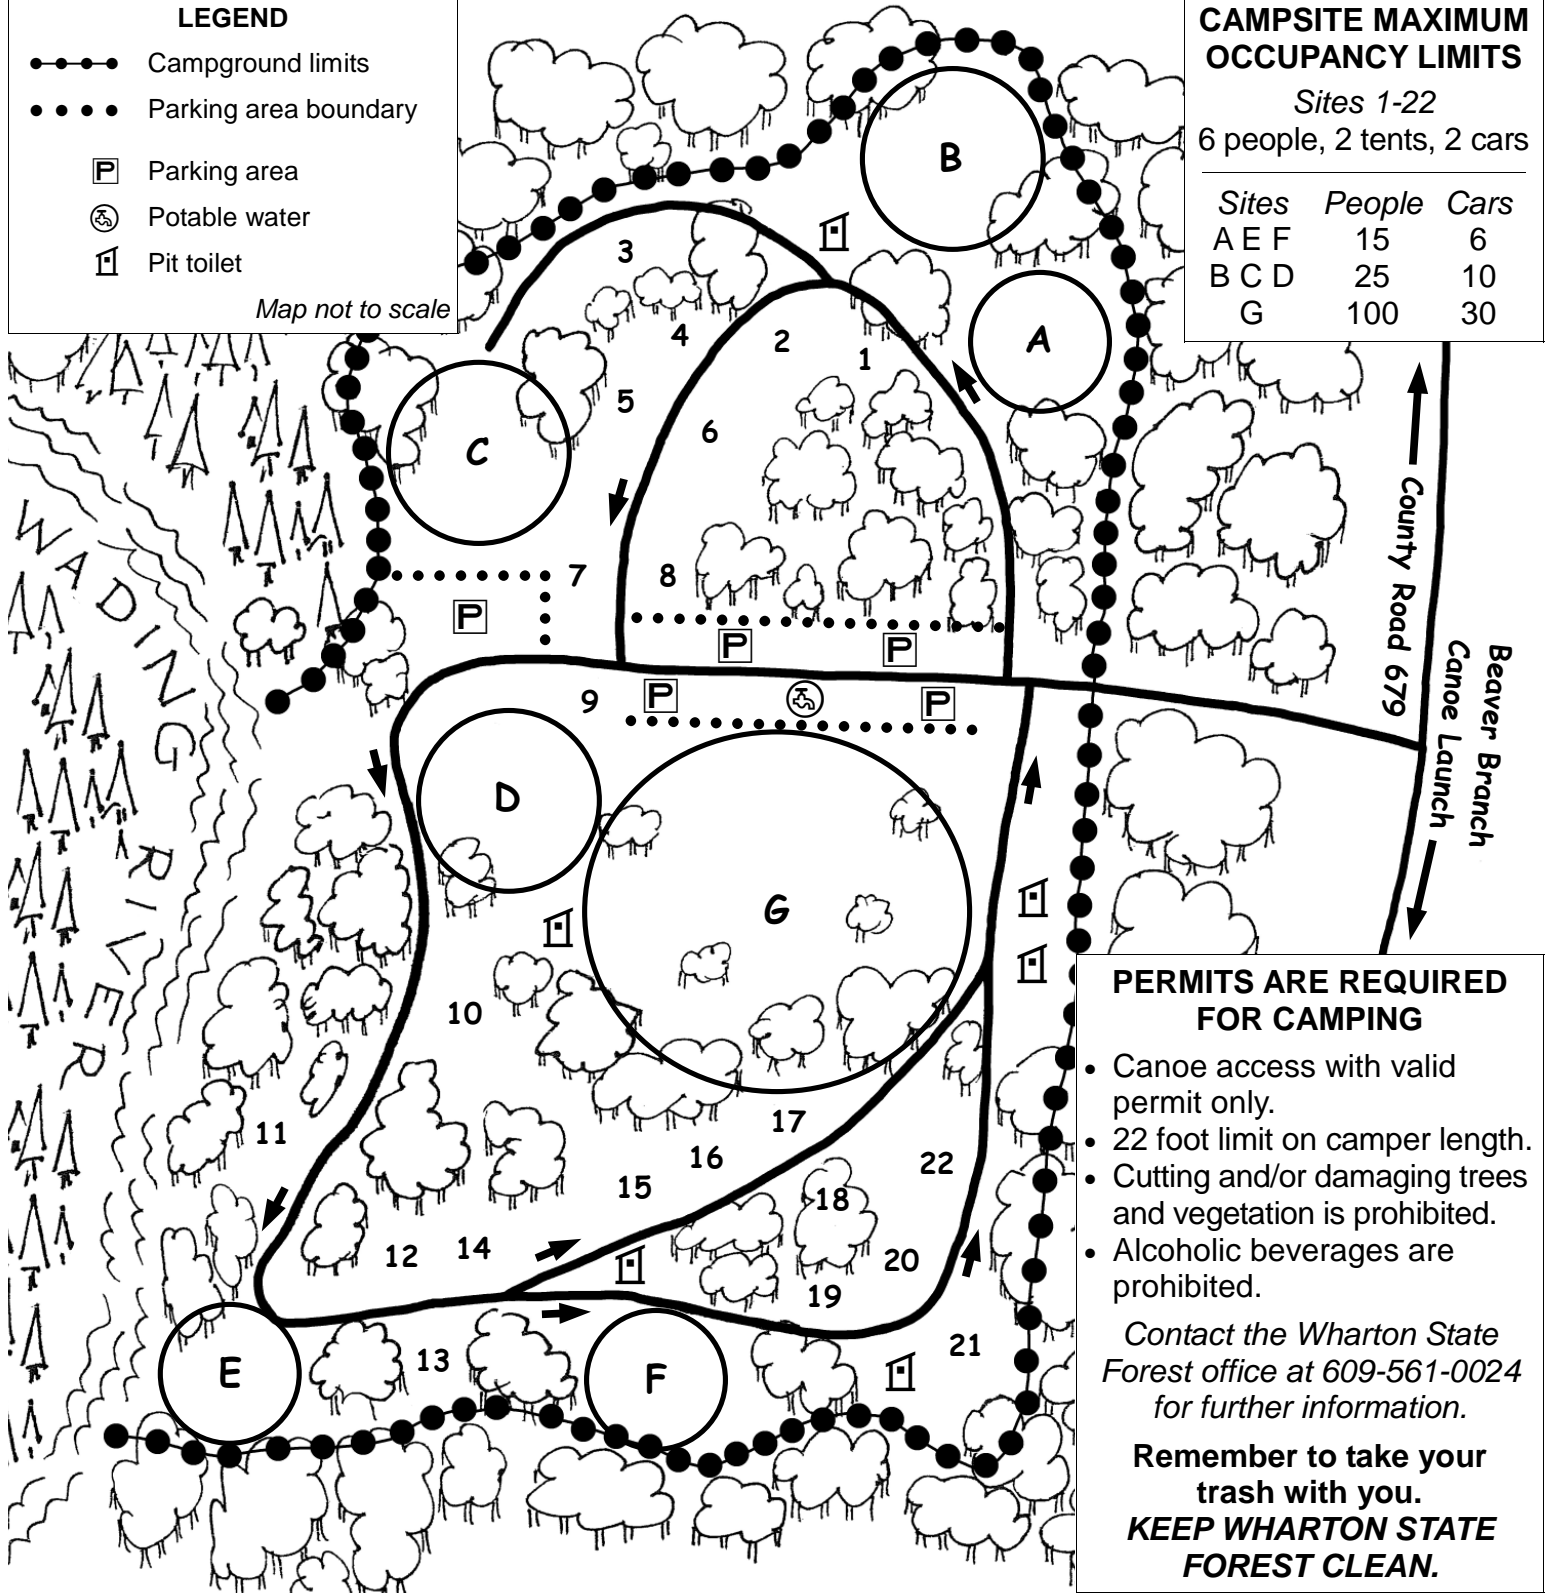 LEGEND
Campground limits
Parking area boundary
P Parking area
Potable water
Pit toilet
Map not to scale
CAMPSITE MAXIMUM
OCCUPANCY LIMITS
Sites 1-22
6 people, 2 tents, 2 cars
Sites People Cars
A E F 15 6
B C D 25 10
G 100 30
B
3
A
4
2
1
5
6
C
7
8
P
P
P
9
P
P
D
G
10
11
17
16
22
15
18
12
14
20
19
13
21
E
F
WADING
RIVER
County Road 679
Beaver Branch
Canoe Launch
PERMITS ARE REQUIRED
FOR CAMPING
• Canoe access with valid
permit only.
• 22 foot limit on camper length.
• Cutting and/or damaging trees
and vegetation is prohibited.
• Alcoholic beverages are
prohibited.
Contact the Wharton State
Forest office at 609-561-0024
for further information.
Remember to take your
trash with you.
KEEP WHARTON STATE
FOREST CLEAN.